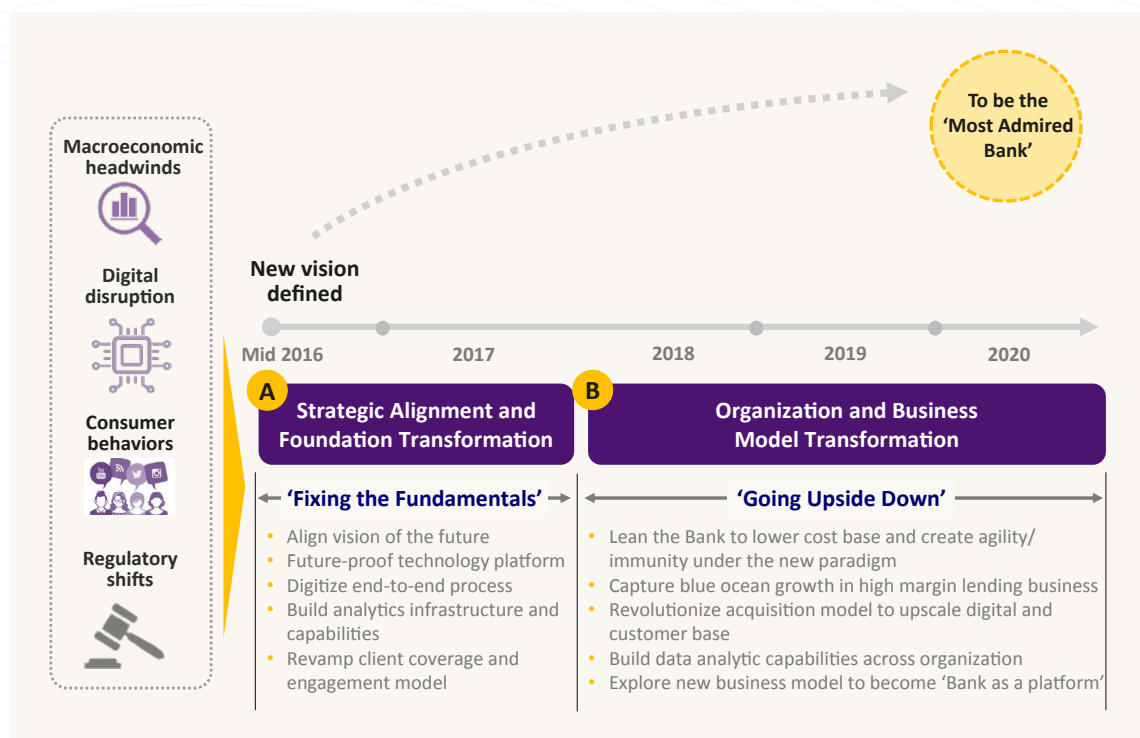 To be the
‘Most Admired
Bank’
Macroeconomic
headwinds
Digital
disruption
Consumer
behaviors
Regulatory
shifts
New vision
defined
Mid 2016
2017
2018
2019
2020
A
Strategic Alignment and
Foundation Transformation
B
Organization and Business
Model Transformation
‘Fixing the Fundamentals’
• Align vision of the future
• Future-proof technology platform
• Digitize end-to-end process
• Build analytics infrastructure and
capabilities
• Revamp client coverage and
engagement model
‘Going Upside Down’
• Lean the Bank to lower cost base and create agility/
immunity under the new paradigm
• Capture blue ocean growth in high margin lending business
• Revolutionize acquisition model to upscale digital and
customer base
• Build data analytic capabilities across organization
• Explore new business model to become ‘Bank as a platform’